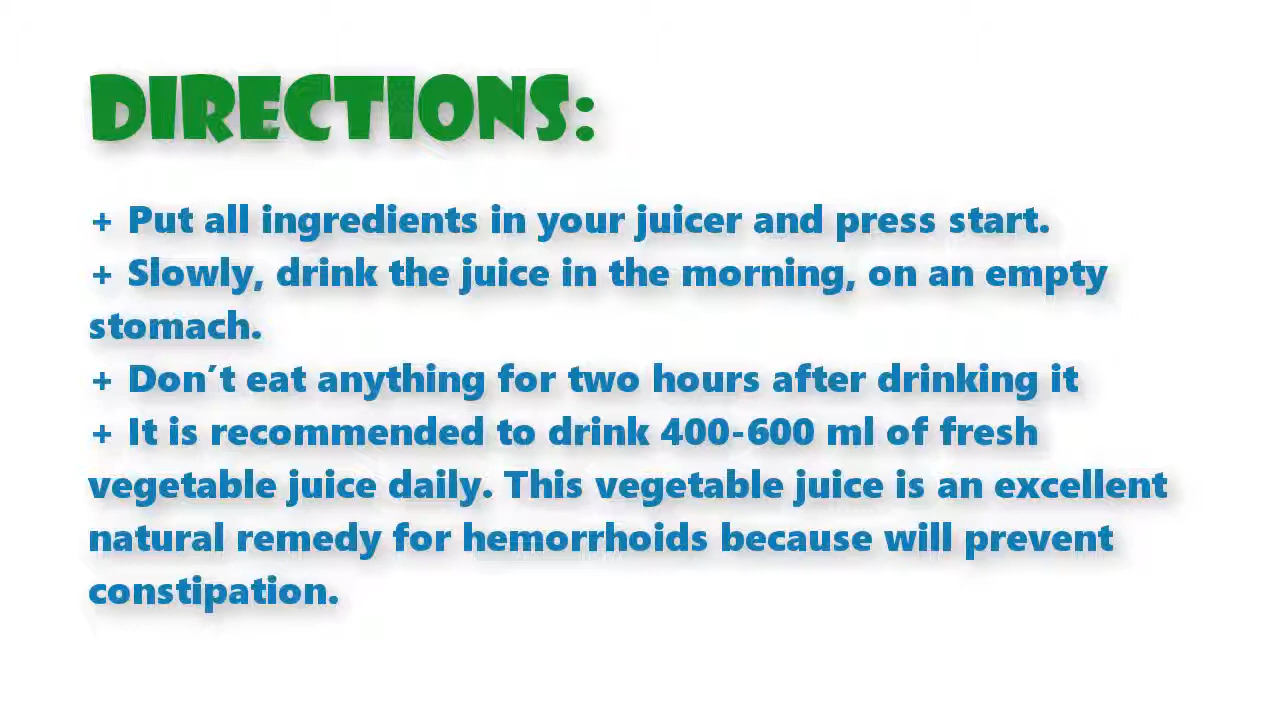 DIRECTIONS:
+ Put all ingredients in your juicer and press start.
+ Slowly, drink the juice in the morning, on an empty
stomach.
+ Don´t eat anything for two hours after drinking it
+ It is recommended to drink 400-600 ml of fresh
vegetable juice daily. This vegetable juice is an excellent
natural remedy for hemorrhoids because will prevent
constipation.